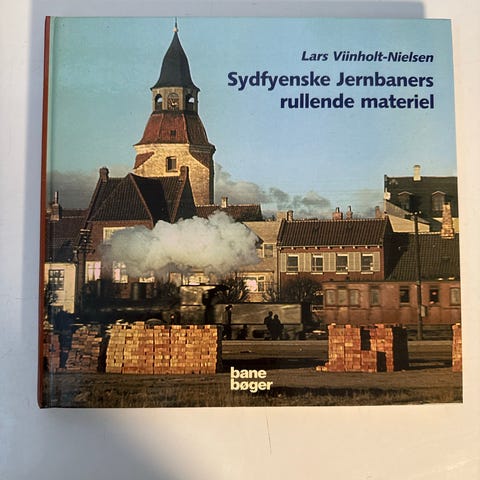 Lars Viinholt-Nielsen
Sydfyenske Jernbaners
rullende materiel
bane
bøger